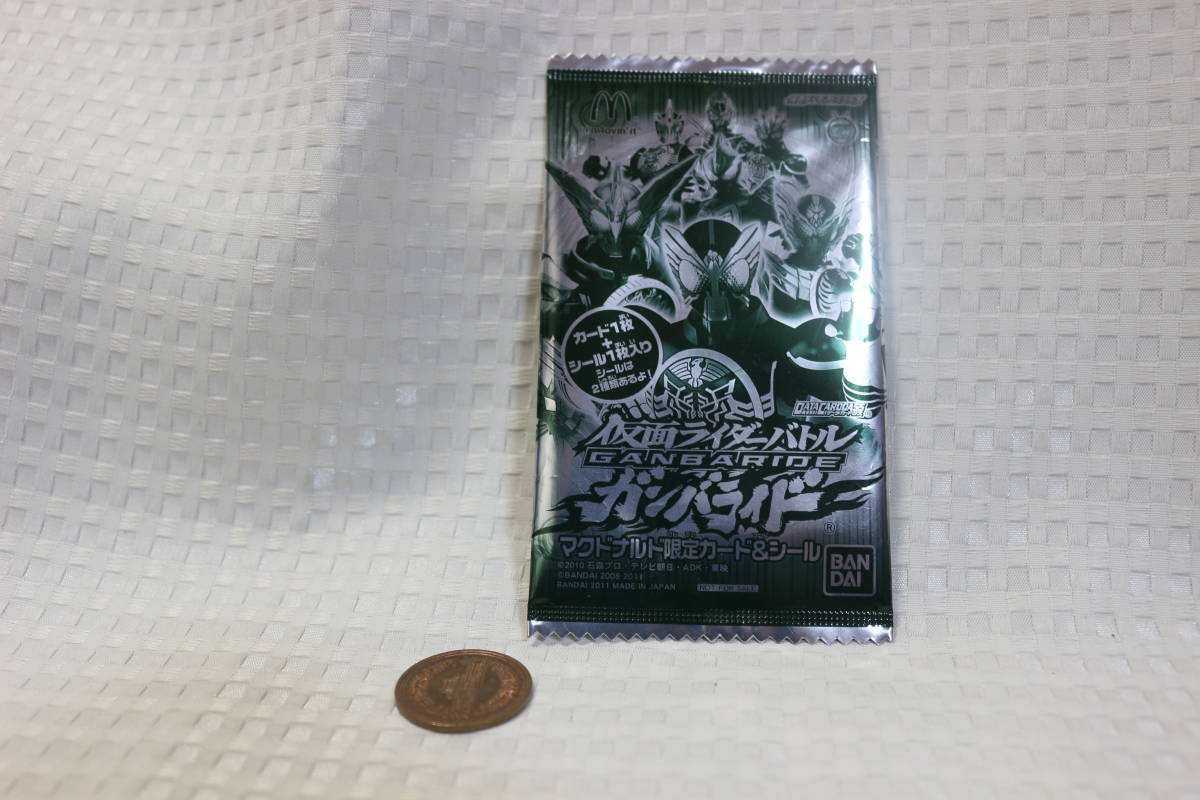 i'm lovin' it
カード1枚
+
シール1枚入り
シールは
2種類あるよ!
DATA CARDDASS
仮面ライダーバトル
GANBARIDE
ガンバライド
®
マクドナルド限定カード&シール
©2010 石森プロ・テレビ朝日・ADK・東映
©BANDAI 2008 2011
BANDAI 2011 MADE IN JAPAN
NOT FOR SALE
BAN
DAI